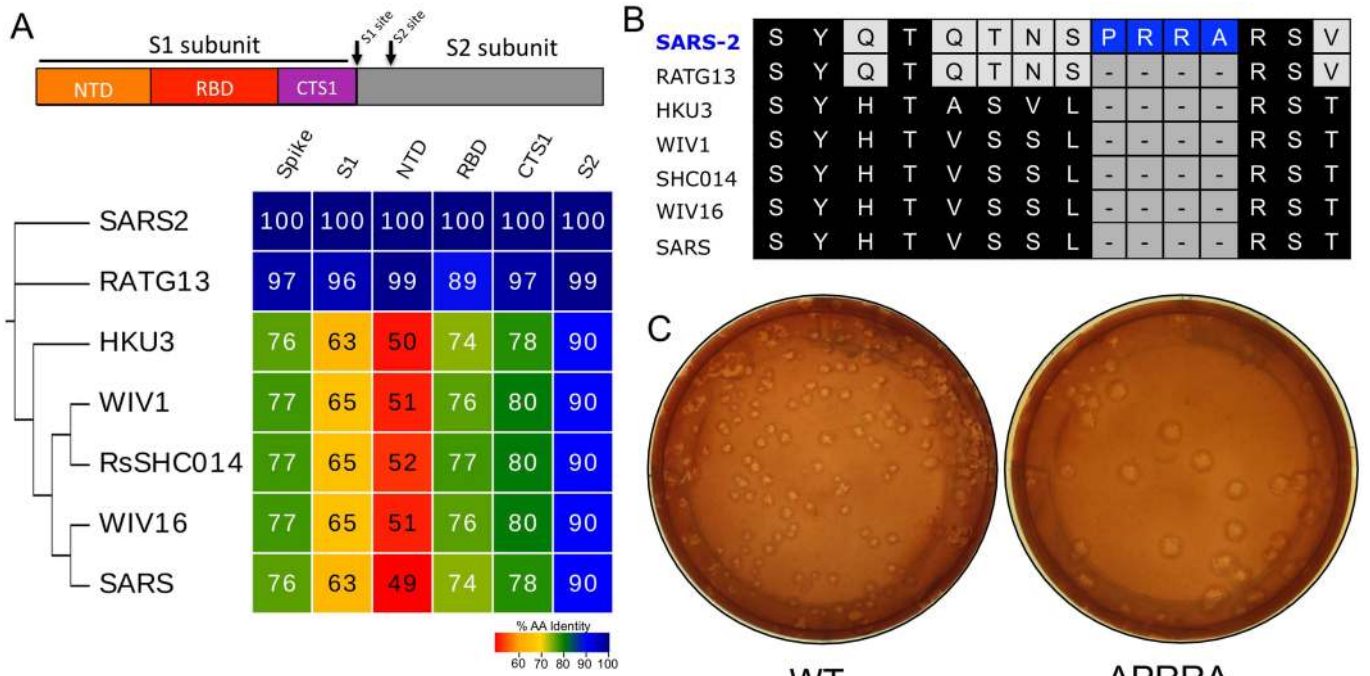 A
S1 subunit
S1 site
S2 site
S2 subunit
NTD RBD CTS1
Spike S1 NTD RBD CTS1 S2
SARS2 100 100 100 100 100 100
RATG13 97 96 99 89 97 99
HKU3 76 63 50 74 78 90
WIV1 77 65 51 76 80 90
RsSHC014 77 65 52 77 80 90
WIV16 77 65 51 76 80 90
SARS 76 63 49 74 78 90
% AA Identity
60 70 80 90 100
B
SARS-2 S Y Q T Q T N S P R R A R S V
RATG13 S Y Q T Q T N S - - - - R S V
HKU3 S Y H T A S V L - - - - R S T
WIV1 S Y H T V S S L - - - - R S T
SHC014 S Y H T V S S L - - - - R S T
WIV16 S Y H T V S S L - - - - R S T
SARS S Y H T V S S L - - - - R S T
C
WT